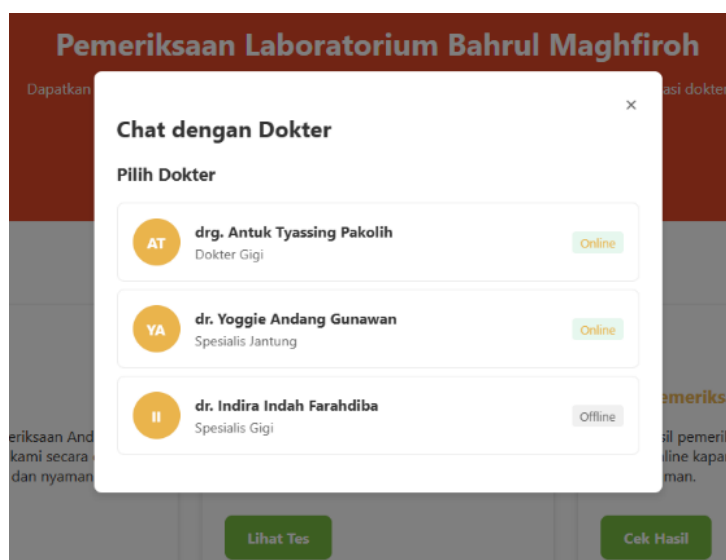 Pemeriksaan Laboratorium Bahrul Maghfiroh
Dapatkan
asi dokter
×
Chat dengan Dokter
Pilih Dokter
AT
drg. Antuk Tyassing Pakolih
Dokter Gigi
Online
YA
dr. Yoggie Andang Gunawan
Spesialis Jantung
Online
II
dr. Indira Indah Farahdiba
Spesialis Gigi
Offline
emeriks
eriksaan And
sil pemeri
kami secara
line kapa
dan nyaman
man.
Lihat Tes
Cek Hasil